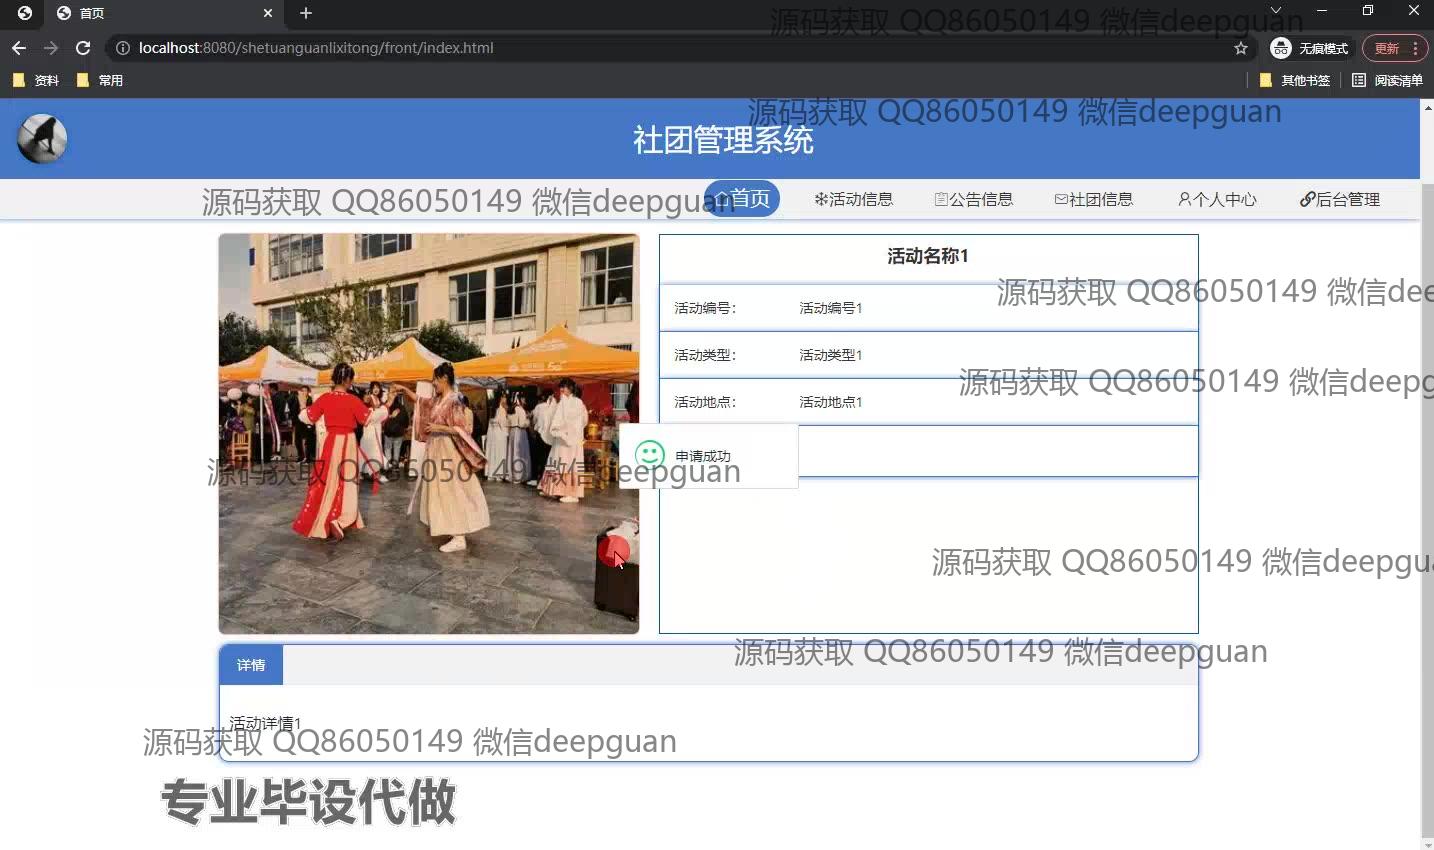 首页
localhost:8080/shetuanguanlixitong/front/index.html
无痕模式
更新
资料
常用
其他书签
阅读清单
源码获取 QQ86050149 微信deepguan
源码获取 QQ86050149 微信deepguan
社团管理系统
源码获取 QQ86050149 微信deepguan
首页
活动信息
公告信息
社团信息
个人中心
后台管理
活动名称1
源码获取 QQ86050149 微信dee
活动编号: 活动编号1
活动类型: 活动类型1
源码获取 QQ86050149 微信deepg
活动地点: 活动地点1
申请成功
源码获取 QQ86050149 微信deepguan
源码获取 QQ86050149 微信deepgu
源码获取 QQ86050149 微信deepguan
详情
活动详情1
源码获取 QQ86050149 微信deepguan
专业毕设代做